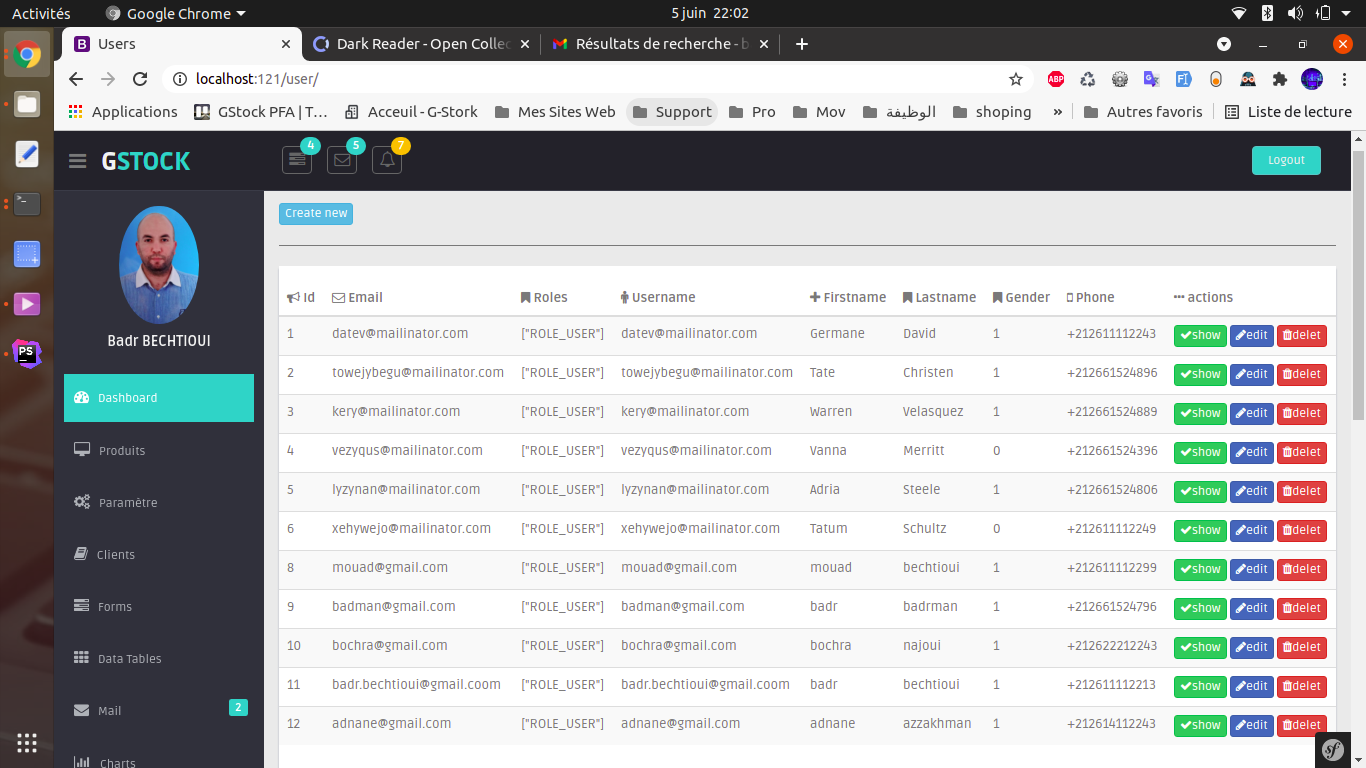 Activités Google Chrome 5 juin 22:02
Users Dark Reader - Open Collec Résultats de recherche - b
localhost:121/user/ ABP
Applications GStock PFA | T... Acceuil - G-Stork Mes Sites Web Support Pro Mov الوظيفة shoping » Autres favoris Liste de lecture
GSTOCK 4 5 7 Logout
Create new
Badr BECHTIOUI
Dashboard
Produits
Paramètre
Clients
Forms
Data Tables
Mail 2
Charts
Id Email Roles Username Firstname Lastname Gender Phone actions
1 datev@mailinator.com ["ROLE_USER"] datev@mailinator.com Germane David 1 +212611112243 show edit delet
2 towejybegu@mailinator.com ["ROLE_USER"] towejybegu@mailinator.com Tate Christen 1 +212661524896 show edit delet
3 kery@mailinator.com ["ROLE_USER"] kery@mailinator.com Warren Velasquez 1 +212661524889 show edit delet
4 vezyqus@mailinator.com ["ROLE_USER"] vezyqus@mailinator.com Vanna Merritt 0 +212661524396 show edit delet
5 lyzynan@mailinator.com ["ROLE_USER"] lyzynan@mailinator.com Adria Steele 1 +212661524806 show edit delet
6 xehywejo@mailinator.com ["ROLE_USER"] xehywejo@mailinator.com Tatum Schultz 0 +212611112249 show edit delet
8 mouad@gmail.com ["ROLE_USER"] mouad@gmail.com mouad bechtioui 1 +212611112299 show edit delet
9 badman@gmail.com ["ROLE_USER"] badman@gmail.com badr badrman 1 +212661524796 show edit delet
10 bochra@gmail.com ["ROLE_USER"] bochra@gmail.com bochra najoui 1 +212622212243 show edit delet
11 badr.bechtioui@gmail.coom ["ROLE_USER"] badr.bechtioui@gmail.coom badr bechtioui 1 +212611112213 show edit delet
12 adnane@gmail.com ["ROLE_USER"] adnane@gmail.com adnane azzakhman 1 +212614112243 show edit delet
PS
sf